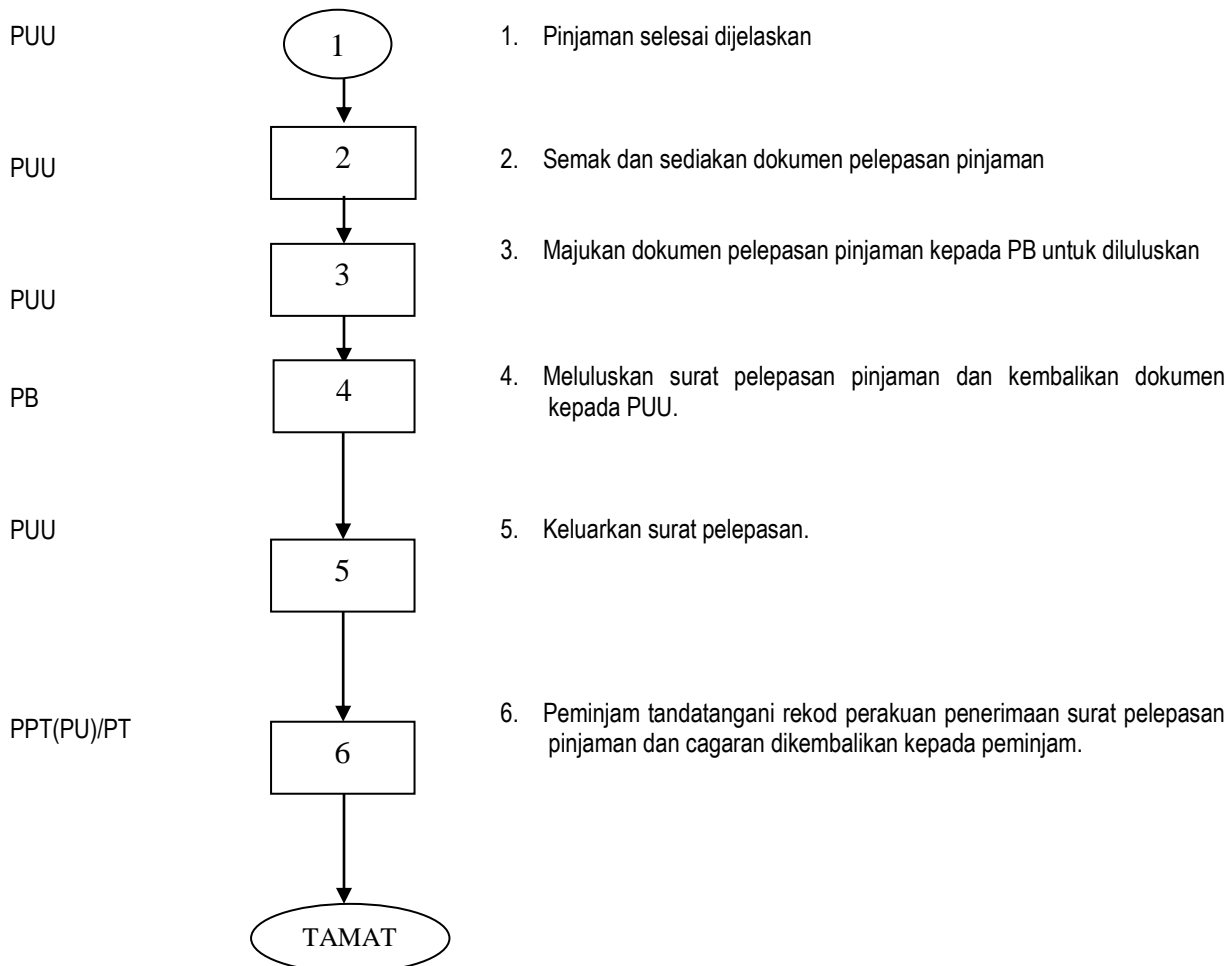 PUU
1
1. Pinjaman selesai dijelaskan
PUU
2
2. Semak dan sediakan dokumen pelepasan pinjaman
PUU
3
3. Majukan dokumen pelepasan pinjaman kepada PB untuk diluluskan
PB
4
4. Meluluskan surat pelepasan pinjaman dan kembalikan dokumen
kepada PUU.
PUU
5
5. Keluarkan surat pelepasan.
PPT(PU)/PT
6
6. Peminjam tandatangani rekod perakuan penerimaan surat pelepasan
pinjaman dan cagaran dikembalikan kepada peminjam.
TAMAT